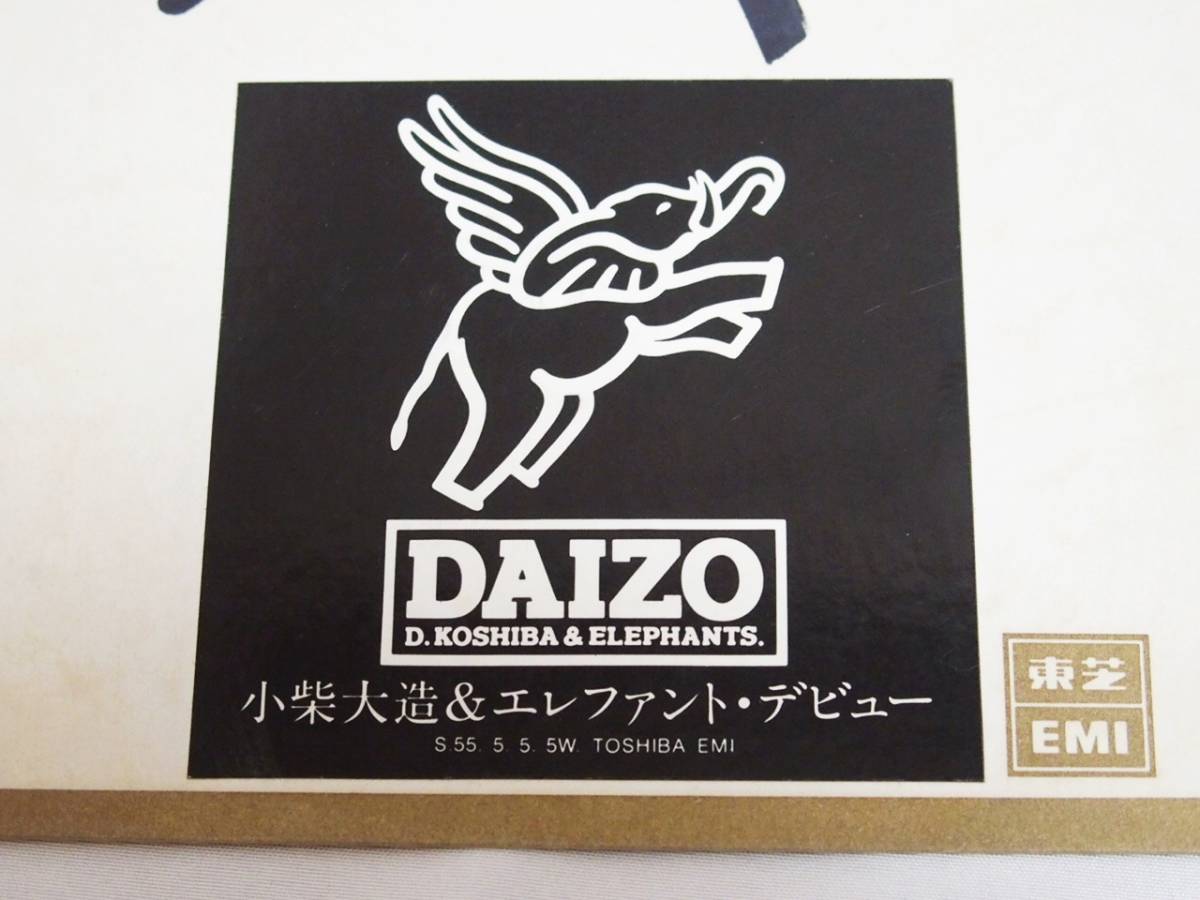 DAIZO
D.KOSHIBA & ELEPHANTS.
小柴大造&エレファント・デビュー
S.55. 5. 5. 5W. TOSHIBA EMI
東芝
EMI